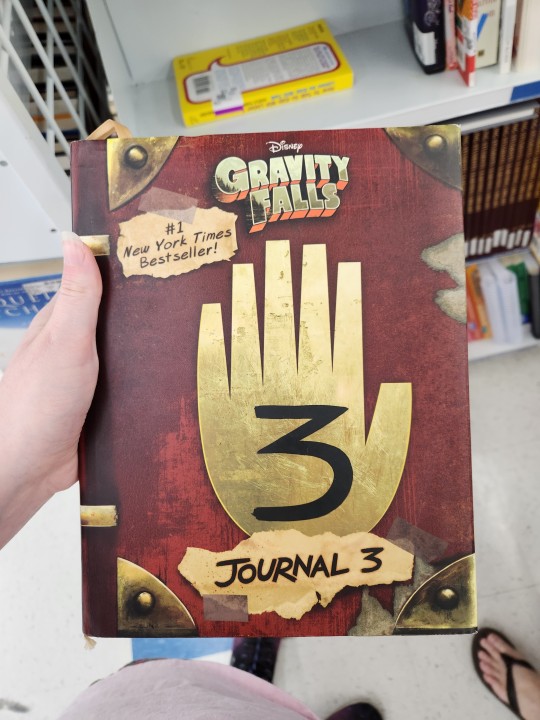 Disney
GRAVITY
FALLS
#1
New York Times
Bestseller!
3
JOURNAL 3